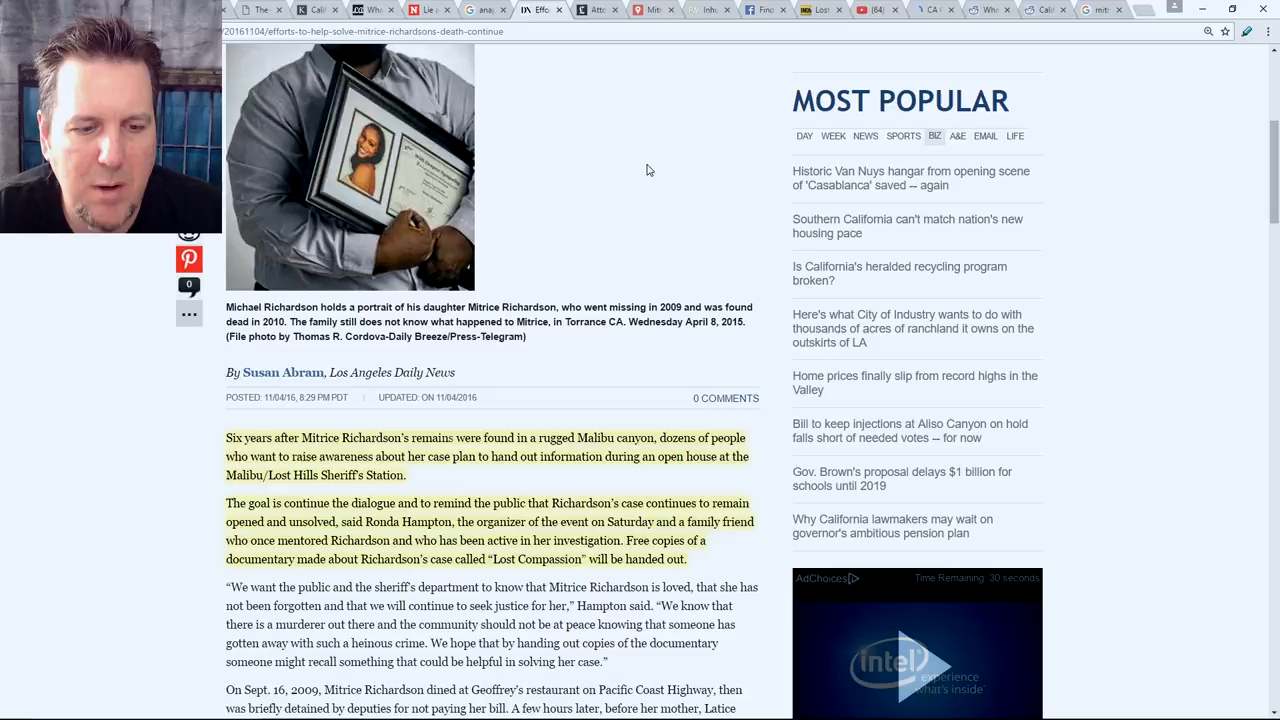 The
Cali
Wha
Net
Lat
snap
Effo
Atto
Mitr
Find
Lost
(64)
Cal
mitr
/20161104/efforts-to-help-solve-mitrice-richardsons-death-continue
MOST POPULAR
DAY WEEK NEWS SPORTS BIZ A&E EMAIL LIFE
Historic Van Nuys hangar from opening scene
of 'Casablanca' saved -- again
Southern California can't match nation's new
housing pace
Is California's heralded recycling program
broken?
Here's what City of Industry wants to do with
thousands of acres of ranchland it owns on the
outskirts of LA
Home prices finally slip from record highs in the
Valley
Bill to keep injections at Aliso Canyon on hold
falls short of needed votes -- for now
Gov. Brown's proposal delays $1 billion for
schools until 2019
Why California lawmakers may wait on
governor's ambitious pension plan
AdChoices
Time Remaining: 30 seconds
intel
experience
what's inside™
0
Michael Richardson holds a portrait of his daughter Mitrice Richardson, who went missing in 2009 and was found
dead in 2010. The family still does not know what happened to Mitrice, in Torrance CA. Wednesday April 8, 2015.
(File photo by Thomas R. Cordova-Daily Breeze/Press-Telegram)
By Susan Abram, Los Angeles Daily News
POSTED: 11/04/16, 8:29 PM PDT | UPDATED: ON 11/04/2016
0 COMMENTS
Six years after Mitrice Richardson's remains were found in a rugged Malibu canyon, dozens of people
who want to raise awareness about her case plan to hand out information during an open house at the
Malibu/Lost Hills Sheriff's Station.
The goal is continue the dialogue and to remind the public that Richardson's case continues to remain
opened and unsolved, said Ronda Hampton, the organizer of the event on Saturday and a family friend
who once mentored Richardson and who has been active in her investigation. Free copies of a
documentary made about Richardson's case called “Lost Compassion” will be handed out.
“We want the public and the sheriff's department to know that Mitrice Richardson is loved, that she has
not been forgotten and that we will continue to seek justice for her,” Hampton said. “We know that
there is a murderer out there and the community should not be at peace knowing that someone has
gotten away with such a heinous crime. We hope that by handing out copies of the documentary
someone might recall something that could be helpful in solving her case.”
On Sept. 16, 2009, Mitrice Richardson dined at Geoffrey's restaurant on Pacific Coast Highway, then
was briefly detained by deputies for not paying her bill. A few hours later, before her mother, Latice